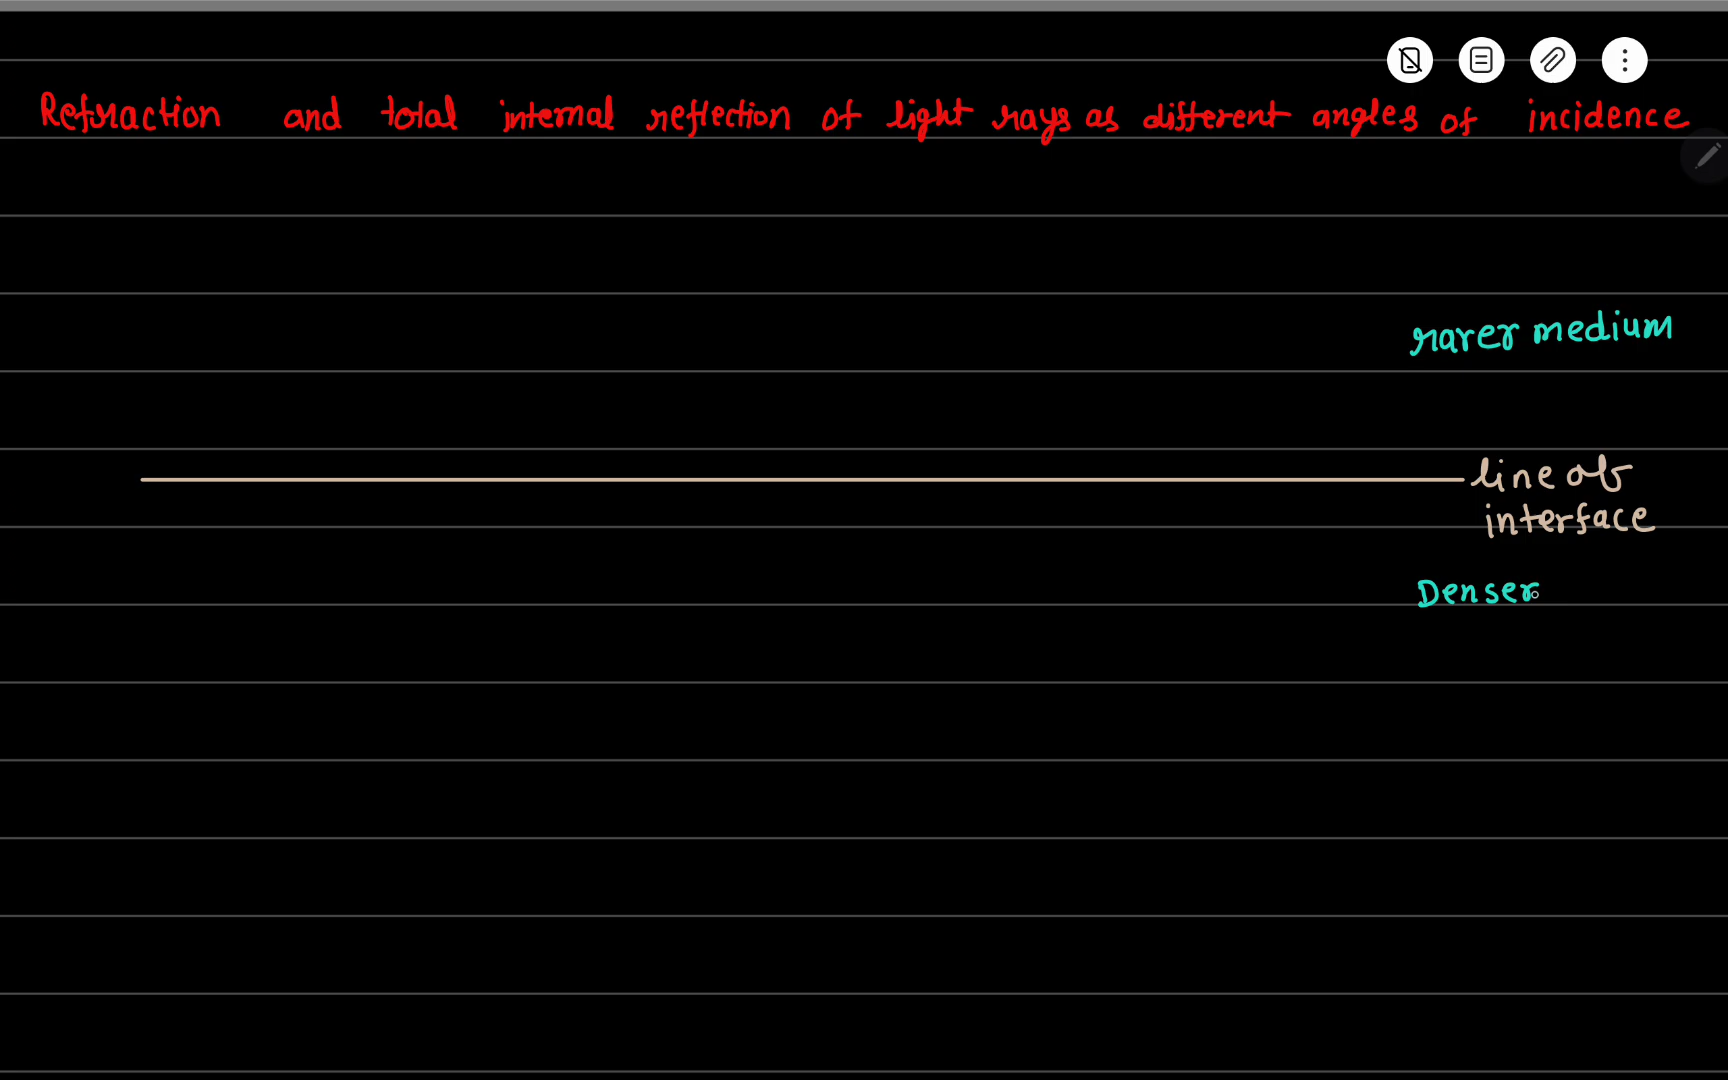 Refraction and total internal reflection of light rays as different angles of incidence
rarer medium
line of
interface
Denser